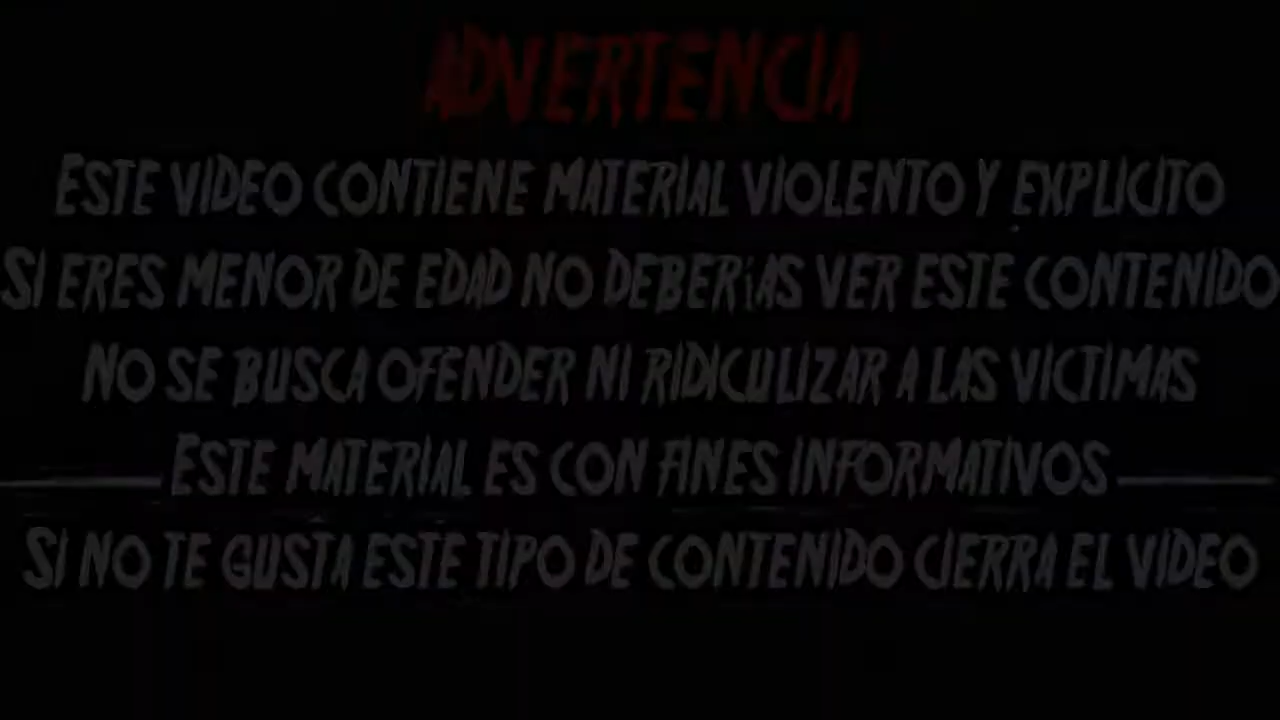 ADVERTENCIA
ESTE VIDEO CONTIENE MATERIAL VIOLENTO Y EXPLICITO
SI ERES MENOR DE EDAD NO DEBERíAS VER ESTE CONTENIDO
NO SE BUSCA OFENDER NI RIDICULIZAR A LAS VICTIMAS
ESTE MATERIAL ES CON FINES INFORMATIVOS
SI NO TE GUSTA ESTE TIPO DE CONTENIDO CIERRA EL VIDEO